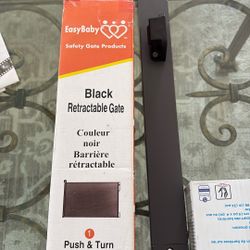 EasyBaby
Safety Gate Products
Black
Retractable Gate
Couleur
noir
Barrière
rétractable
1
Push & Turn